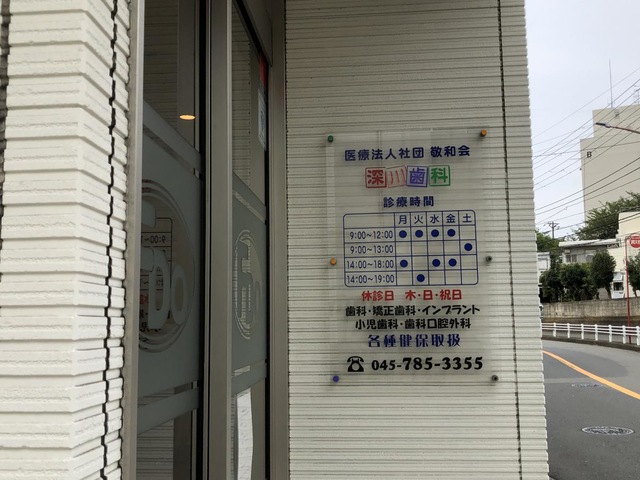 医療法人社団 敬和会
深川歯科
診療時間
月 火 水 金 土
9:00~12:00 ● ● ● ●
9:00~13:00 ●
14:00~18:00 ● ● ●
14:00~19:00 ●
休診日 木・日・祝日
歯科・矯正歯科・インプラント
小児歯科・歯科口腔外科
各種健保取扱
☎ 045-785-3355